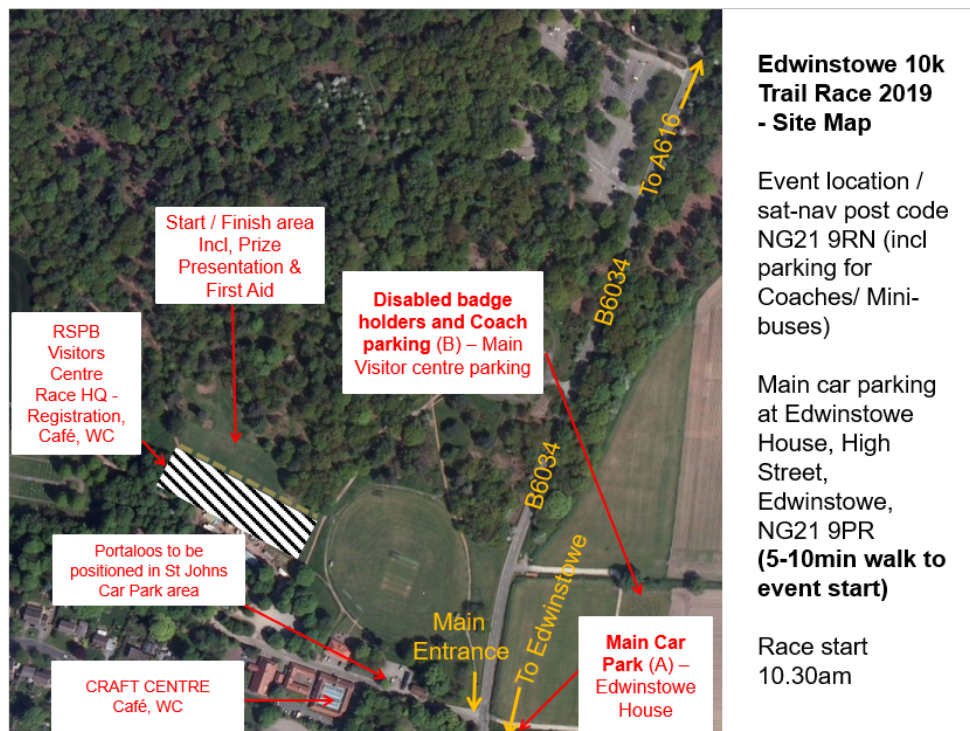 Edwinstowe 10k
Trail Race 2019
- Site Map
Event location /
sat-nav post code
NG21 9RN (incl
parking for
Coaches/ Mini-
buses)
Main car parking
at Edwinstowe
House, High
Street,
Edwinstowe,
NG21 9PR
(5-10min walk to
event start)
Race start
10.30am
To A616
B6034
Start / Finish area
Incl, Prize
Presentation &
First Aid
Disabled badge
holders and Coach
parking (B) – Main
Visitor centre parking
RSPB
Visitors
Centre
Race HQ -
Registration,
Café, WC
B6034
Portaloos to be
positioned in St Johns
Car Park area
Main
Entrance
To Edwinstowe
Main Car
Park (A) –
Edwinstowe
House
CRAFT CENTRE
Café, WC